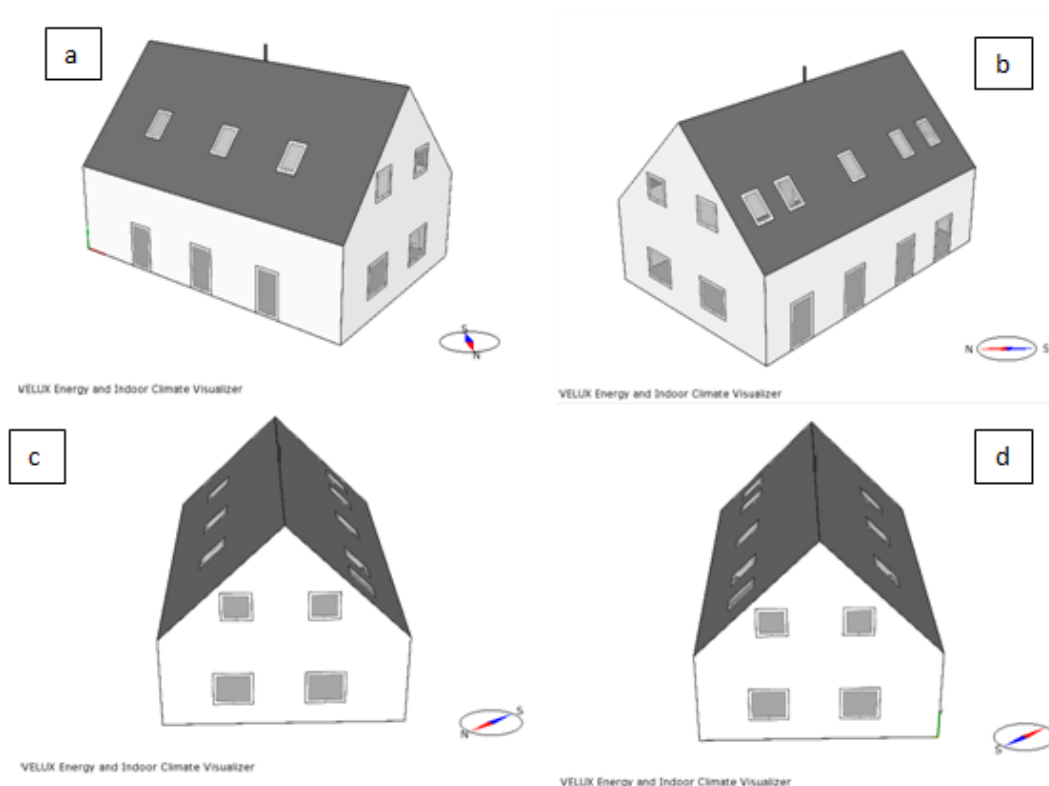 a
S
N
VELUX Energy and Indoor Climate Visualizer
b
N S
VELUX Energy and Indoor Climate Visualizer
c
S
N
VELUX Energy and Indoor Climate Visualizer
d
S
VELUX Energy and Indoor Climate Visualizer